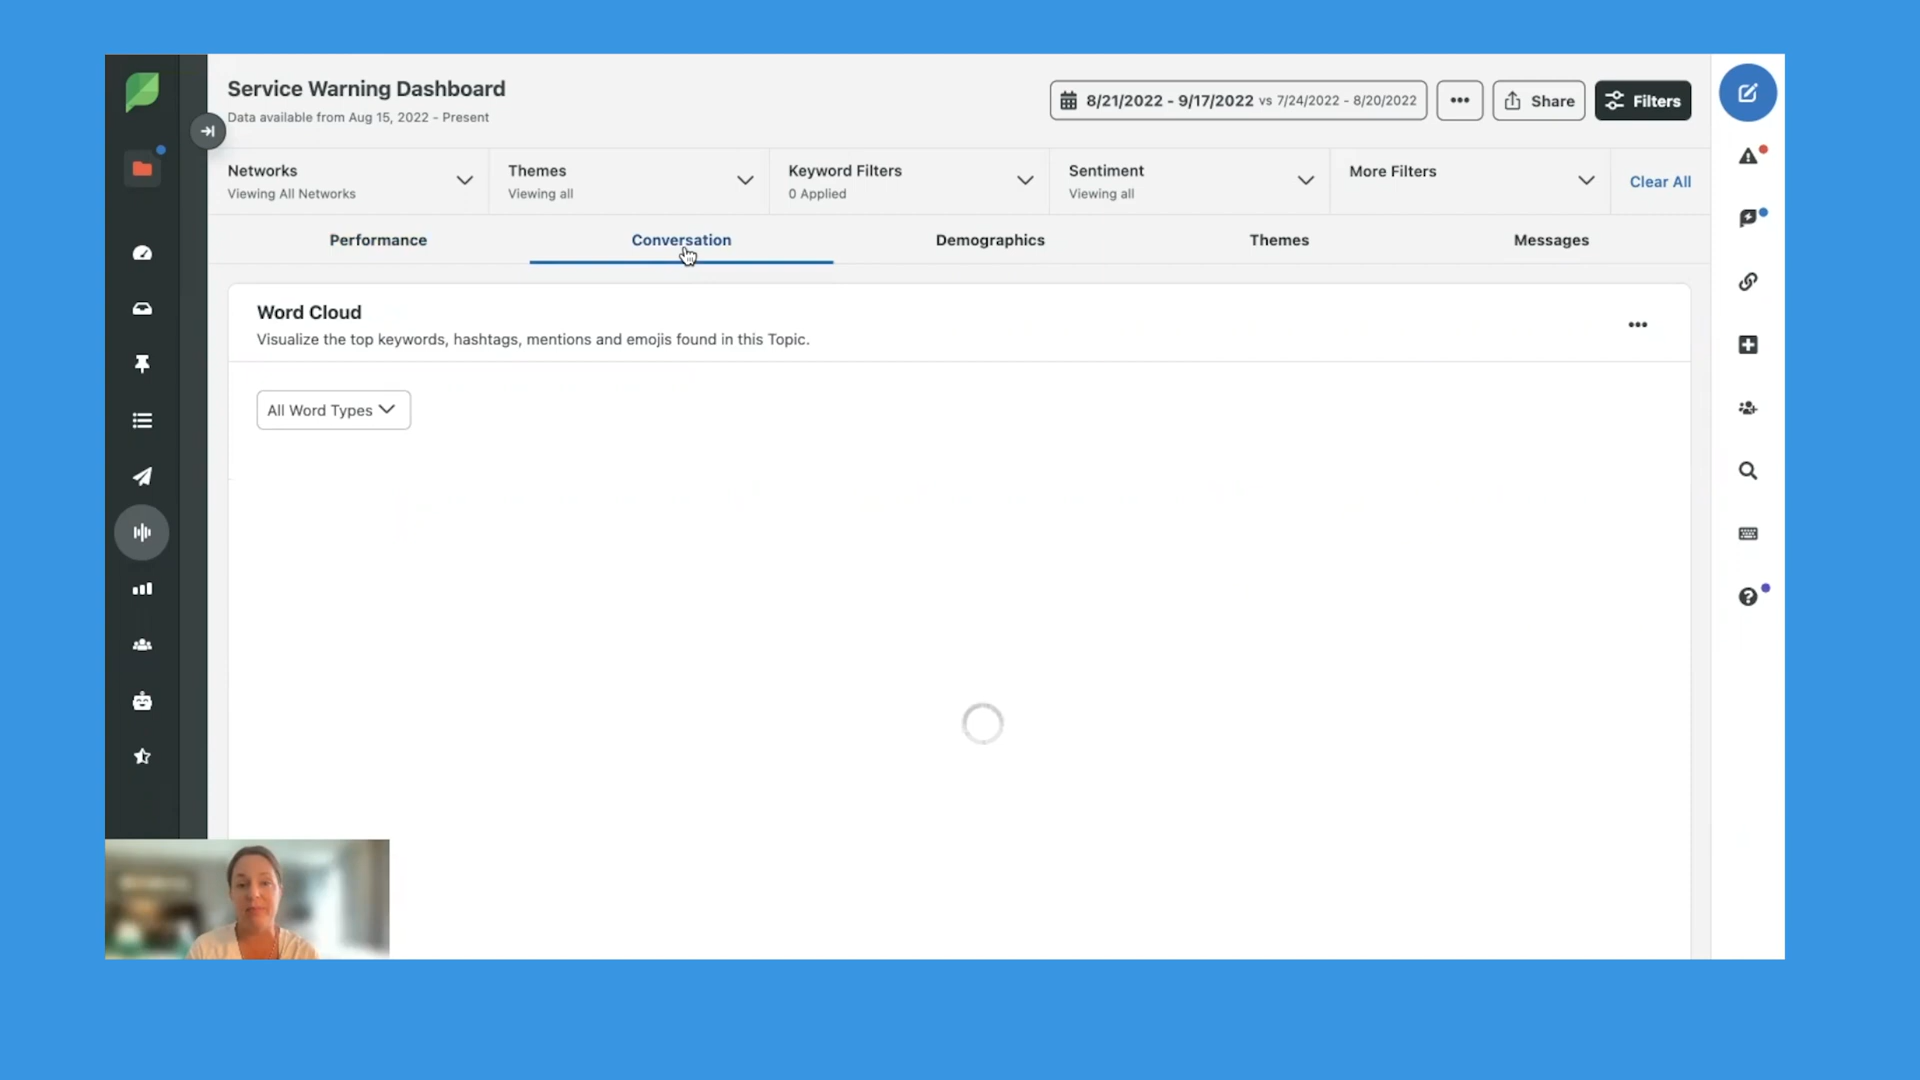 Service Warning Dashboard
Data available from Aug 15, 2022 - Present
8/21/2022 - 9/17/2022 vs 7/24/2022 - 8/20/2022
Share
Filters
Networks
Viewing All Networks
Themes
Viewing all
Keyword Filters
0 Applied
Sentiment
Viewing all
More Filters
Clear All
Performance
Conversation
Demographics
Themes
Messages
Word Cloud
Visualize the top keywords, hashtags, mentions and emojis found in this Topic.
All Word Types